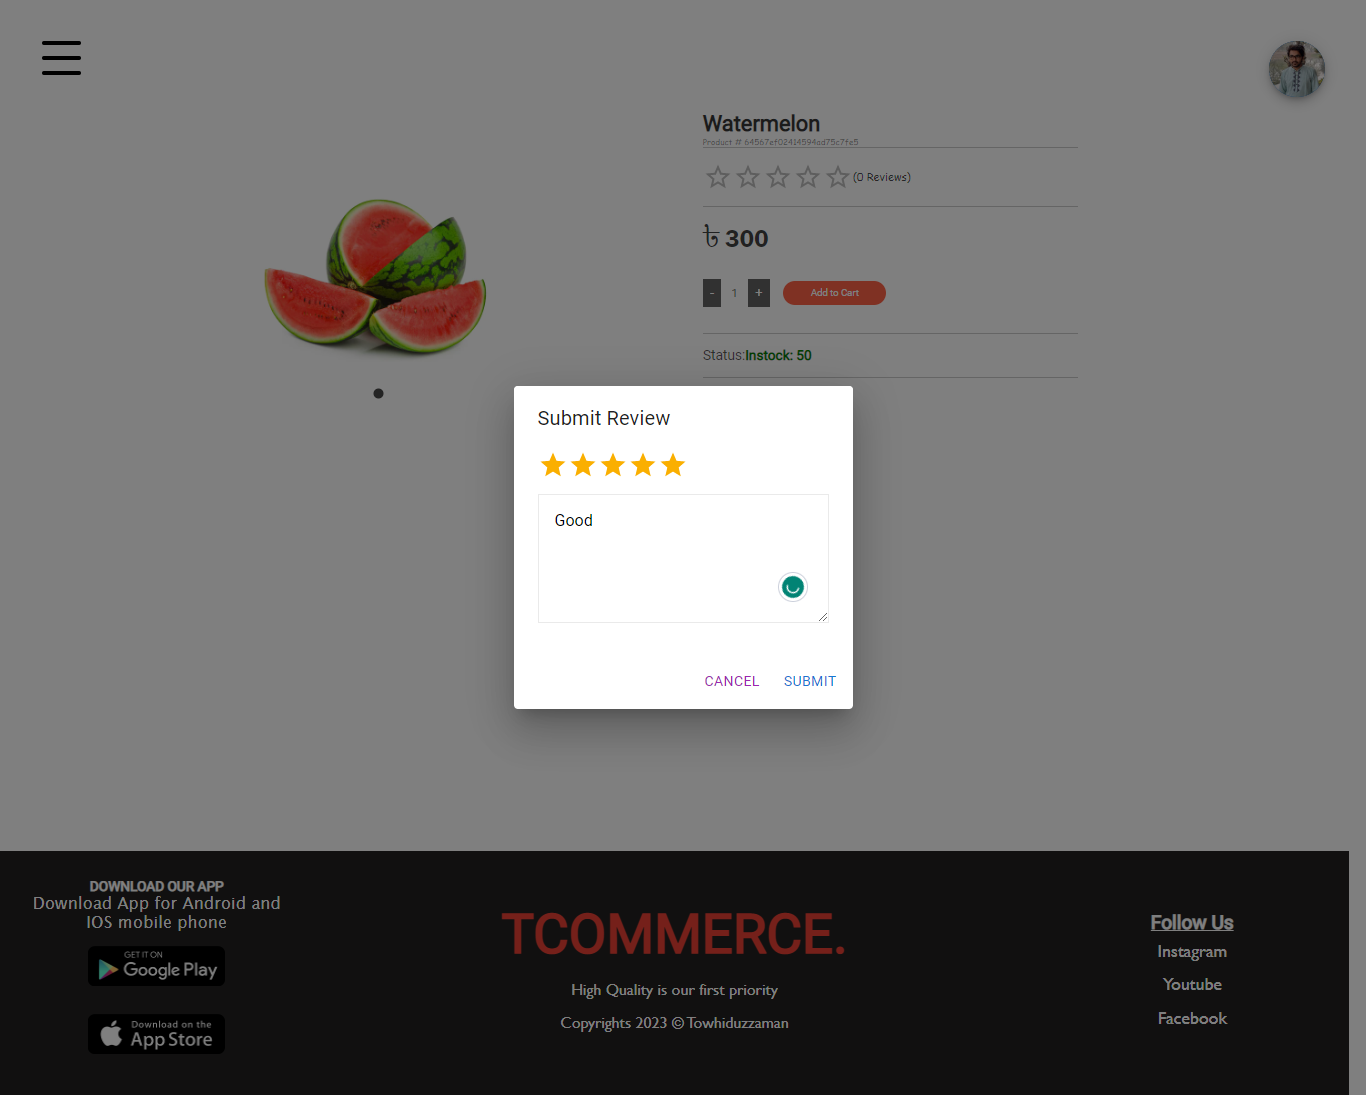 Watermelon
Product # 64567ef02414594ad75c7fe5
(0 Reviews)
৳ 300
- 1 + Add to Cart
Status:Instock: 50
Submit Review
Good
CANCEL SUBMIT
DOWNLOAD OUR APP
Download App for Android and
IOS mobile phone
GET IT ON
Google Play
Download on the
App Store
TCOMMERCE.
High Quality is our first priority
Copyrights 2023 © Towhiduzzaman
Follow Us
Instagram
Youtube
Facebook